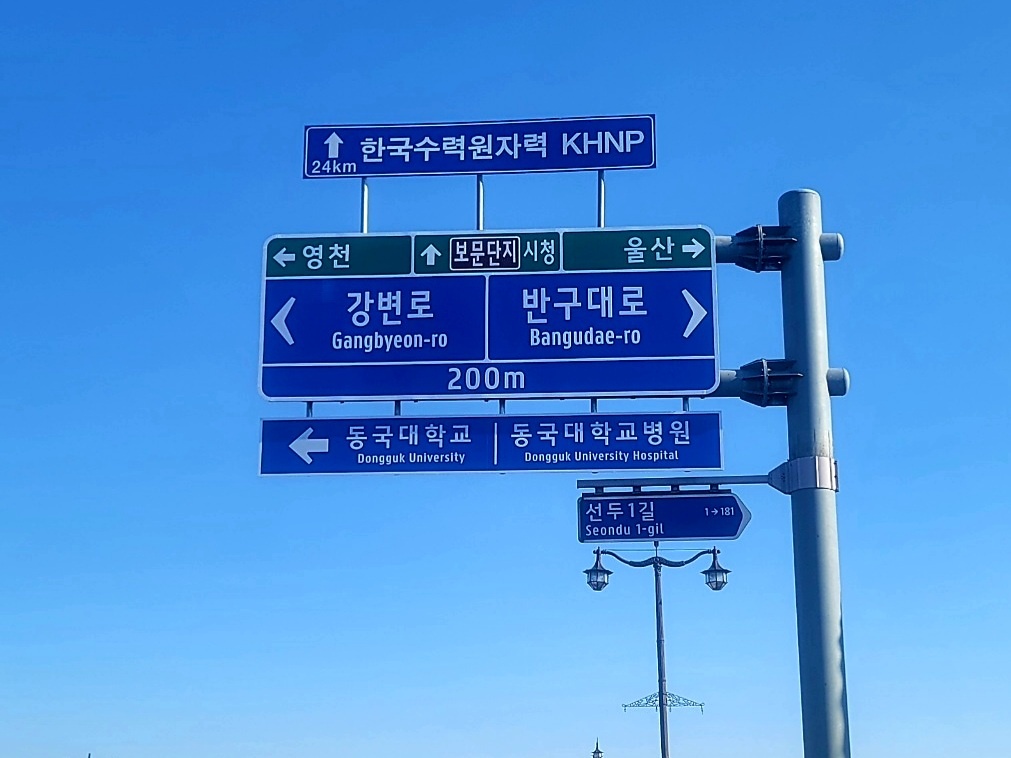 한국수력원자력 KHNP
24km
영천 보문단지 시청 울산
강변로 반구대로
Gangbyeon-ro Bangudae-ro
200m
동국대학교 동국대학교병원
Dongguk University Dongguk University Hospital
선두1길 1→181
Seondu 1-gil